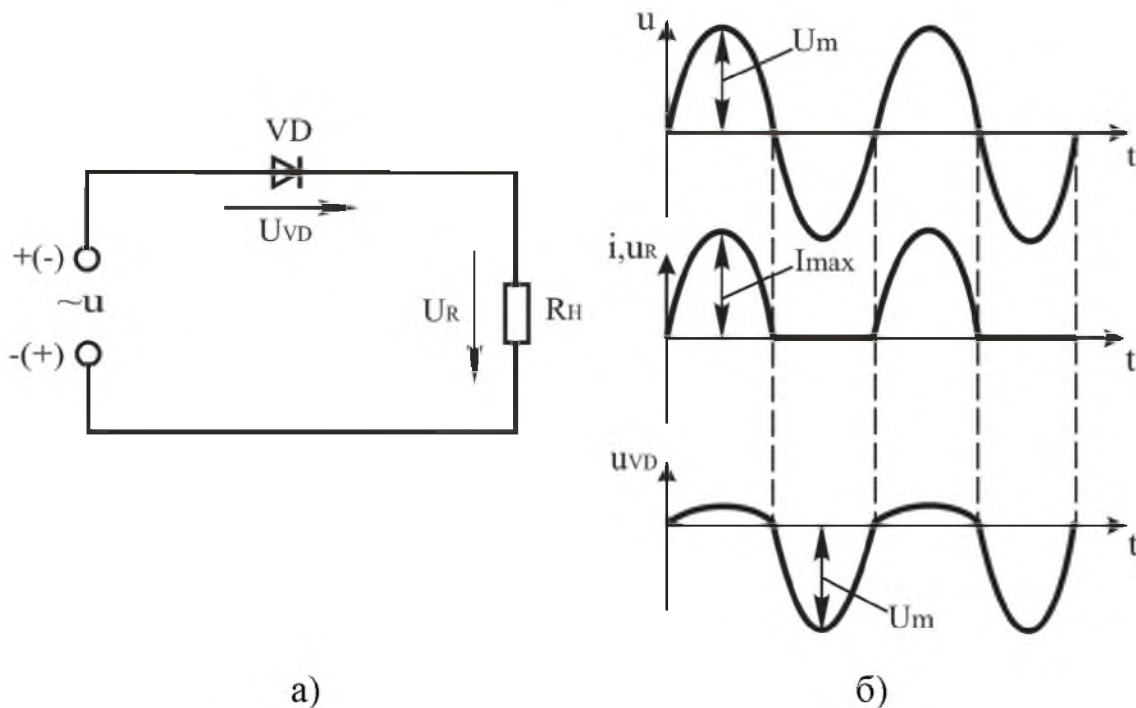 VD
UVD
+(-)
~u
-(+)
UR
RH
а)
u
Um
t
i,uR
Imax
t
uVD
t
Um
б)